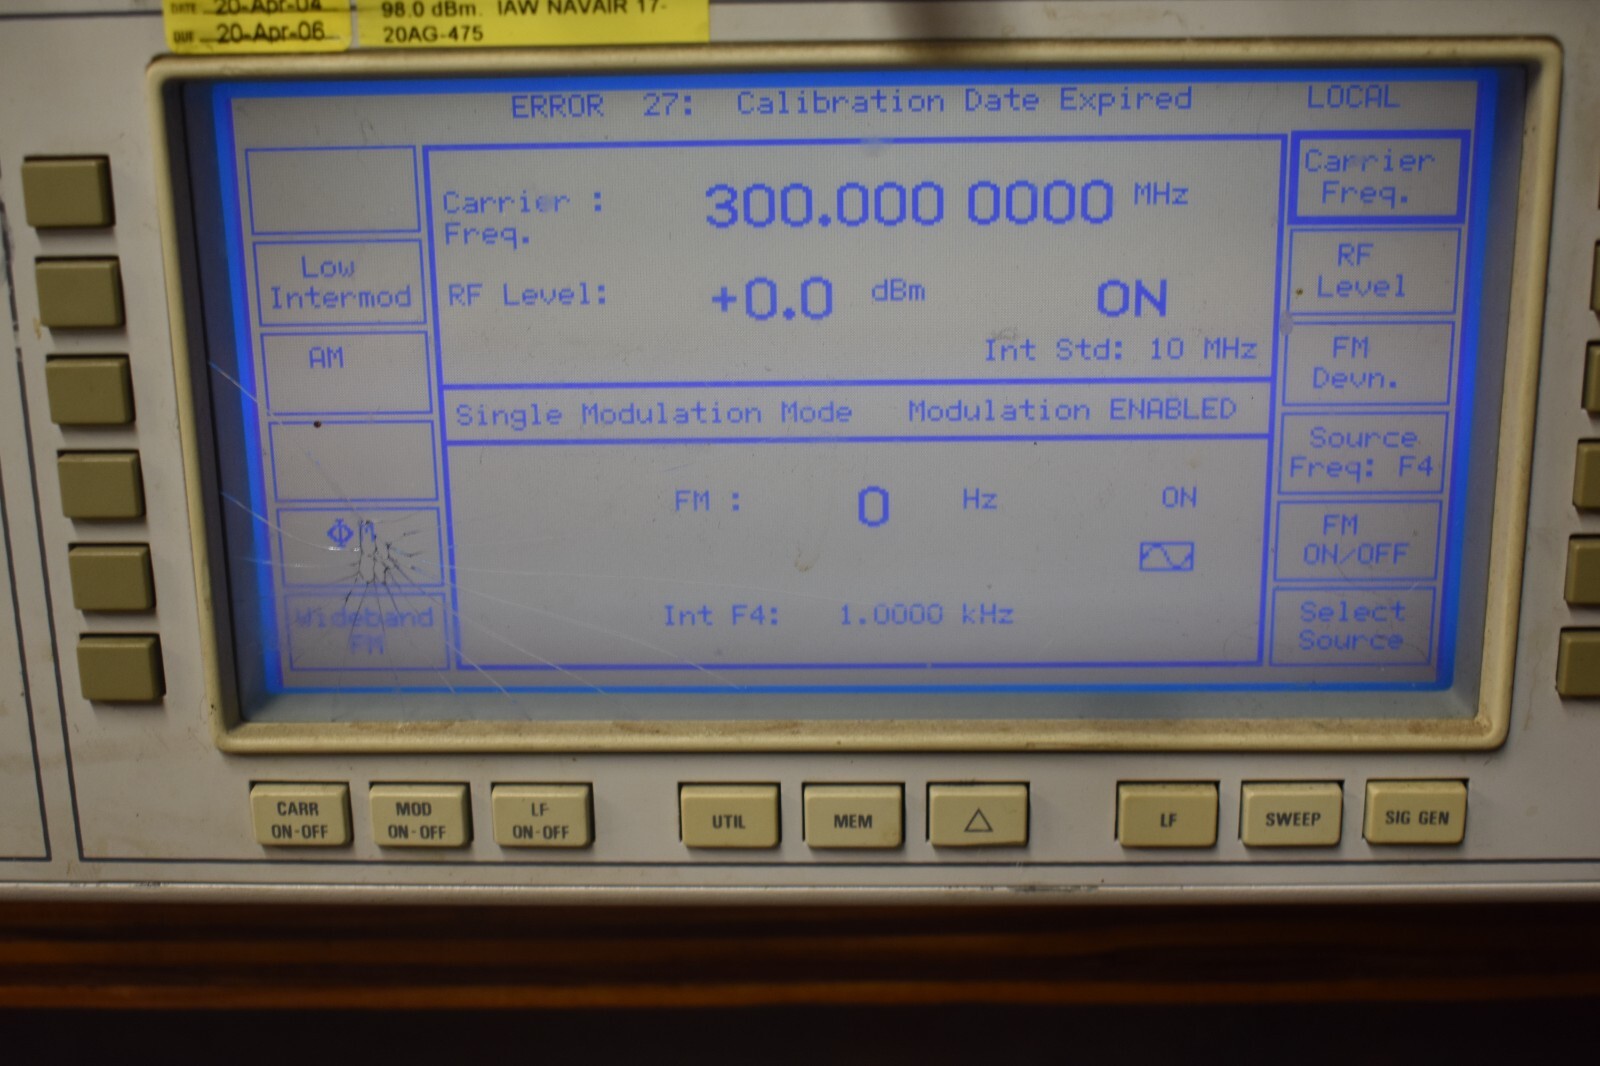 DATE 20-Apr-04
DUE 20-Apr-06
98.0 dBm. IAW NAVAIR 17-
20AG-475
ERROR 27: Calibration Date Expired LOCAL
Low
Intermod
AM
Wideband
FM
Carrier :
Freq.
300.000 0000 MHz
RF Level: +0.0 dBm ON
Int Std: 10 MHz
Single Modulation Mode Modulation ENABLED
FM : 0 Hz ON
Int F4: 1.0000 kHz
Carrier
Freq.
RF
Level
FM
Devn.
Source
Freq: F4
FM
ON/OFF
Select
Source
CARR
ON-OFF
MOD
ON-OFF
LF
ON-OFF
UTIL
MEM
△
LF
SWEEP
SIG GEN